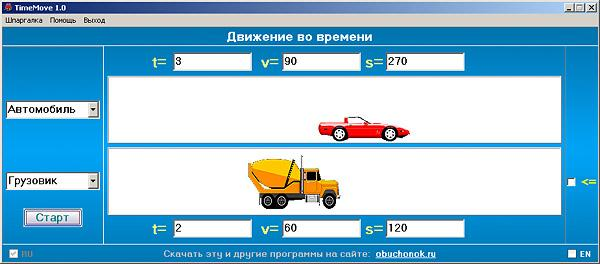 TimeMove 1.0
Шпаргалка Помощь Выход
Движение во времени
t= 3 v= 90 s= 270
Автомобиль
Грузовик
<=
Старт
t= 2 v= 60 s= 120
RU Скачать эту и другие программы на сайте: obuchonok.ru EN